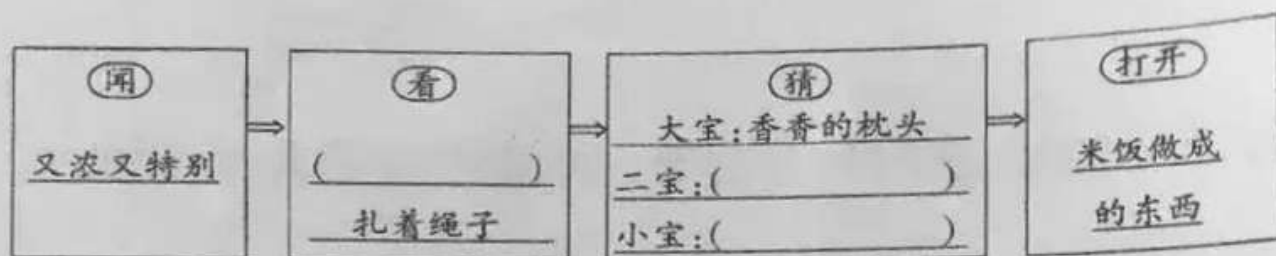 闻
又浓又特别
看
(                )
扎着绳子
猜
大宝:香香的枕头
二宝:(                )
小宝:(                )
打开
米饭做成
的东西